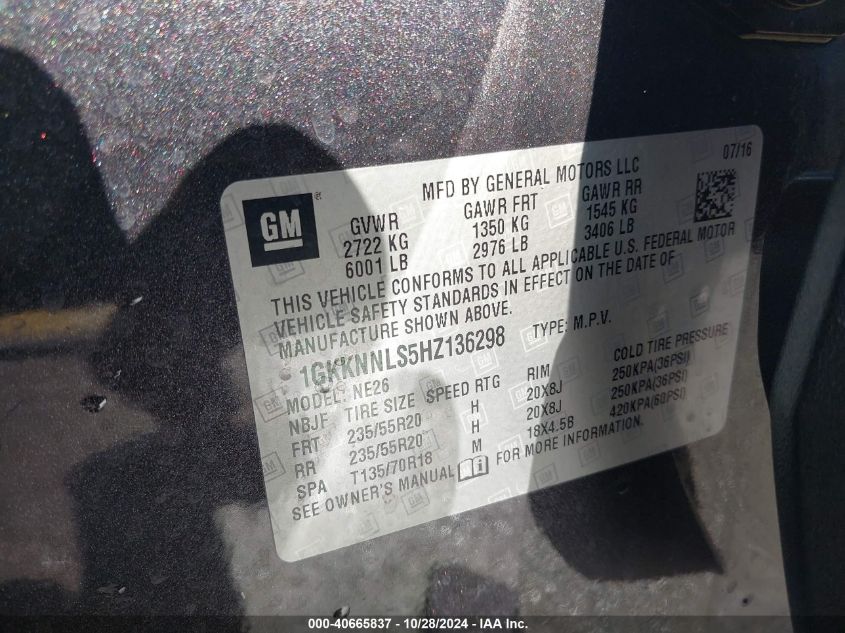 07/16
MFD BY GENERAL MOTORS LLC
GM
GVWR GAWR FRT GAWR RR
2722 KG 1350 KG 1545 KG
6001 LB 2976 LB 3406 LB
THIS VEHICLE CONFORMS TO ALL APPLICABLE U.S. FEDERAL MOTOR
VEHICLE SAFETY STANDARDS IN EFFECT ON THE DATE OF
MANUFACTURE SHOWN ABOVE.
1GKKNNLS5HZ136298 TYPE: M.P.V.
MODEL: NE26
NBJF TIRE SIZE SPEED RTG RIM COLD TIRE PRESSURE
FRT 235/55R20 H 20X8J 250KPA(36PSI)
RR 235/55R20 H 20X8J 250KPA(36PSI)
SPA T135/70R18 M 18X4.5B 420KPA(60PSI)
SEE OWNER'S MANUAL FOR MORE INFORMATION.
000-40665837 - 10/28/2024 - IAA Inc.